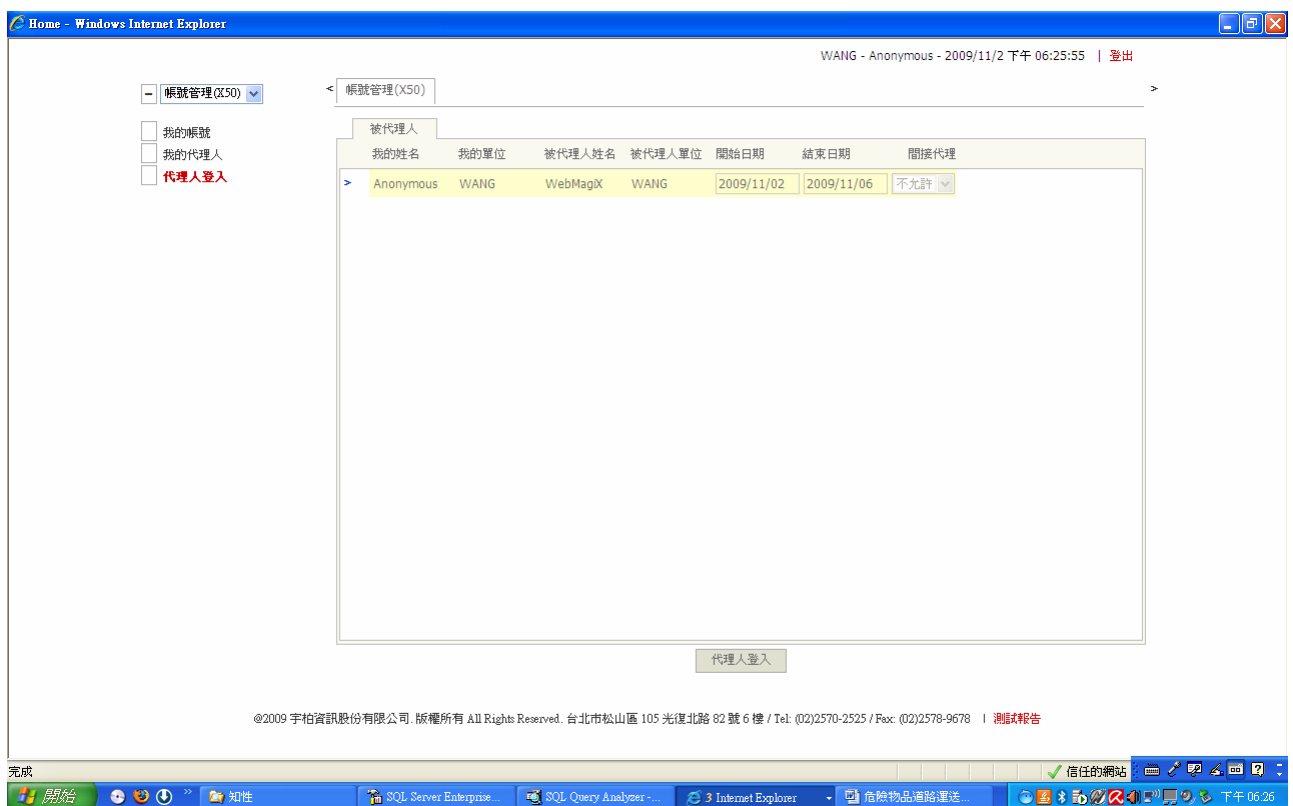 Home - Windows Internet Explorer
WANG - Anonymous - 2009/11/2 下午 06:25:55 | 登出
帳號管理(X50)
< 帳號管理(X50) >
我的帳號
我的代理人
代理人登入
被代理人
我的姓名 我的單位 被代理人姓名 被代理人單位 開始日期 結束日期 間接代理
> Anonymous WANG WebMagiX WANG 2009/11/02 2009/11/06 不允許
代理人登入
@2009 宇柏資訊股份有限公司. 版權所有 All Rights Reserved. 台北市松山區 105 光復北路 82 號 6 樓 / Tel: (02)2570-2525 / Fax: (02)2578-9678 | 測試報告
完成 信任的網站
開始 知性 SQL Server Enterprise... SQL Query Analyzer -... 3 Internet Explorer 危險物品道路運送... 下午 06:26